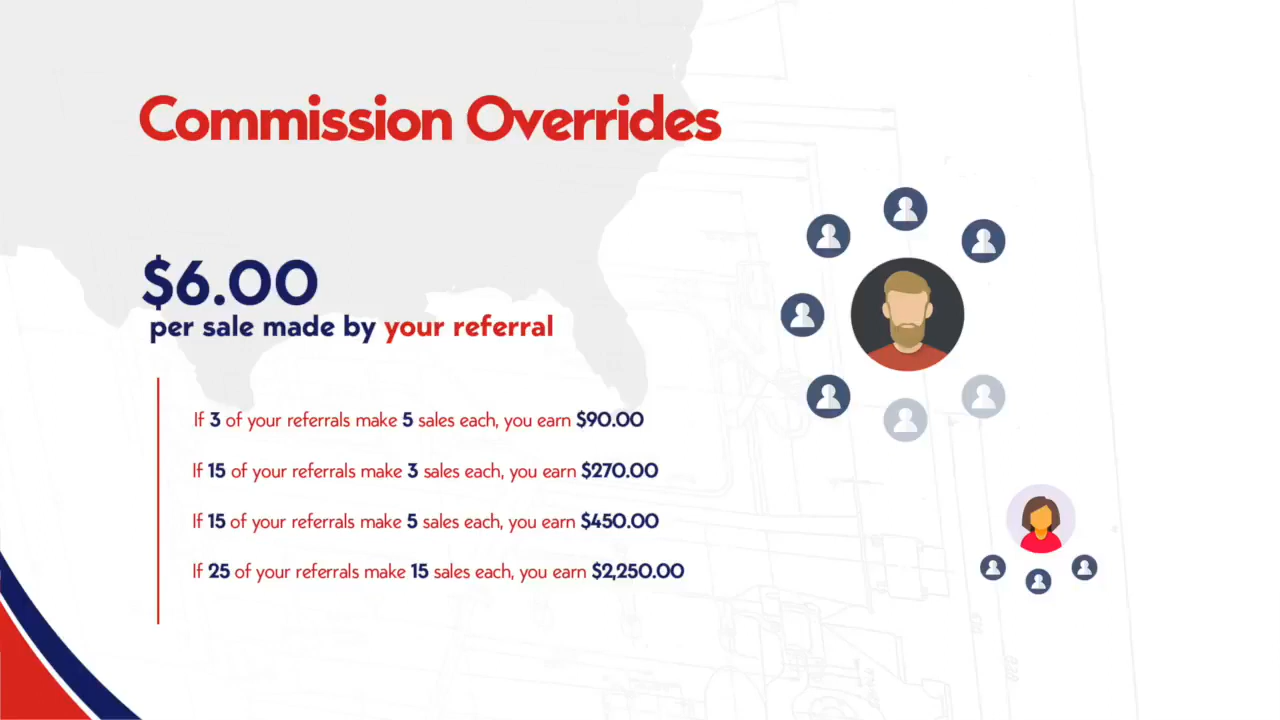 Commission Overrides
$6.00
per sale made by your referral
If 3 of your referrals make 5 sales each, you earn $90.00
If 15 of your referrals make 3 sales each, you earn $270.00
If 15 of your referrals make 5 sales each, you earn $450.00
If 25 of your referrals make 15 sales each, you earn $2,250.00